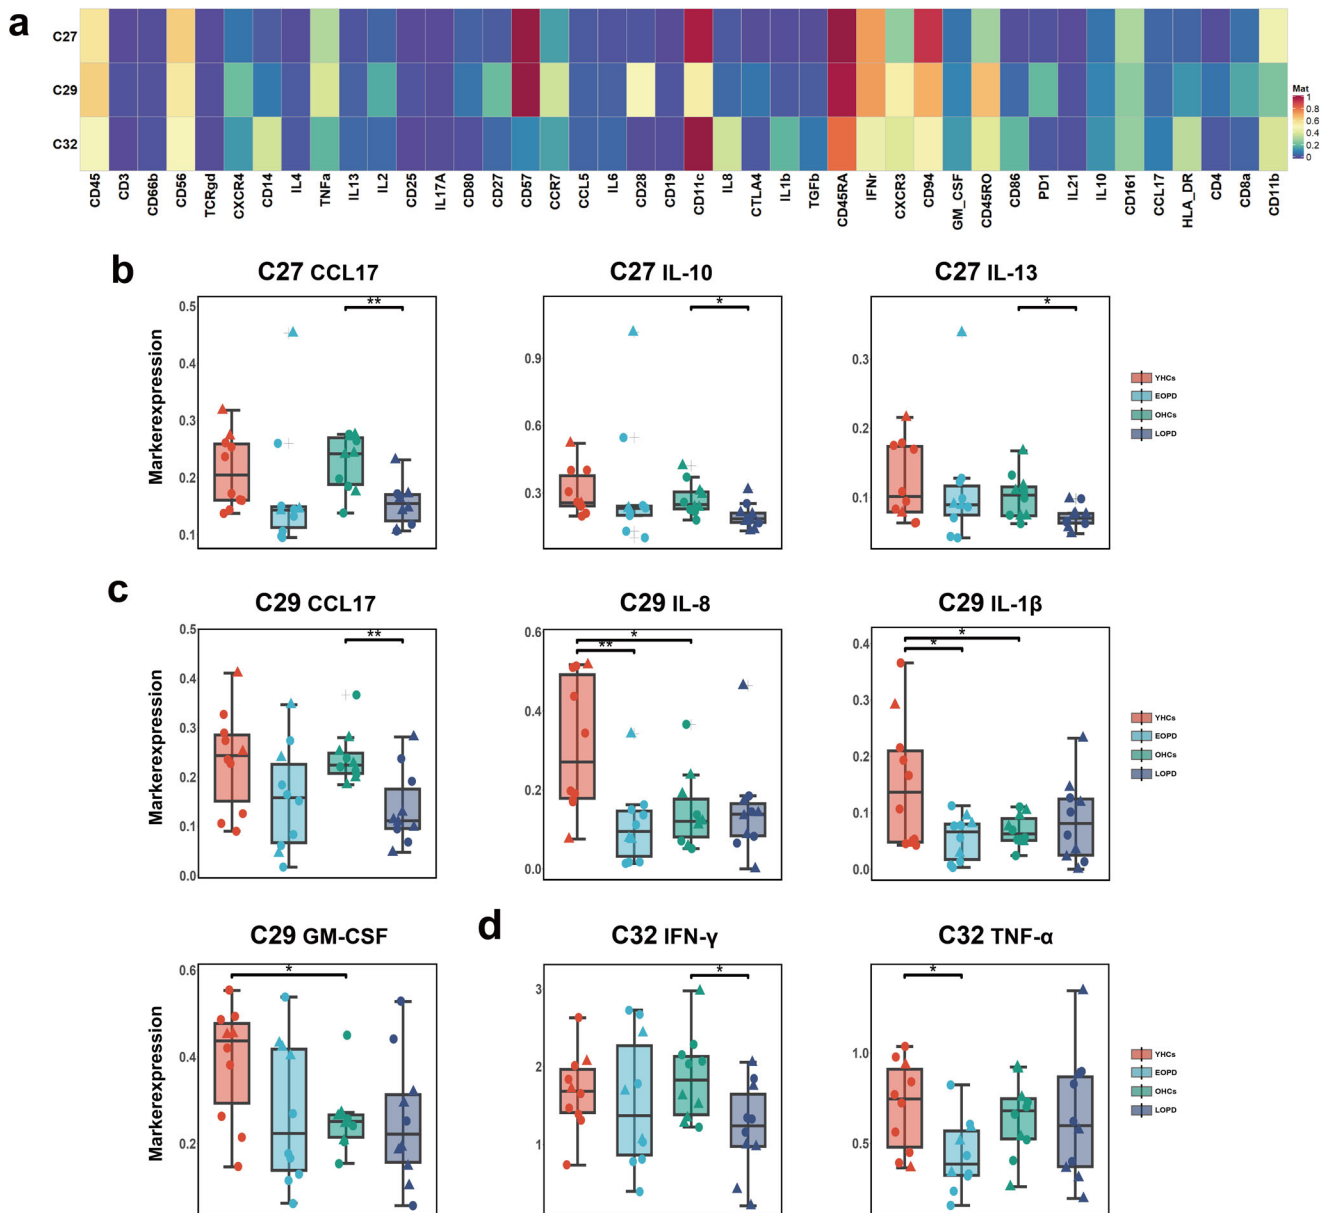 a
C27
C29
C32
Mat
1
0.8
0.6
0.4
0.2
0
CD45 CD3 CD66b CD56 TCRgd CXCR4 CD14 IL4 TNFa IL13 IL2 CD25 IL17A CD80 CD27 CD57 CCR7 CCL5 IL6 CD28 CD19 CD11c IL8 CTLA4 IL1b TGFb CD45RA IFNr CXCR3 CD94 GM_CSF CD45RO CD86 PD1 IL21 IL10 CD161 CCL17 HLA_DR CD4 CD8a CD11b
b
C27 CCL17
C27 IL-10
C27 IL-13
Markerexpression
0.5
0.4
0.3
0.2
0.1
**
0.9
0.6
0.3
*
0.3
0.2
0.1
*
YHCs
EOPD
OHCs
LOPD
c
C29 CCL17
C29 IL-8
C29 IL-1β
Markerexpression
0.5
0.4
0.3
0.2
0.1
0.0
**
0.6
0.4
0.2
0.0
*
**
0.4
0.3
0.2
0.1
0.0
*
*
YHCs
EOPD
OHCs
LOPD
C29 GM-CSF
d
C32 IFN-γ
C32 TNF-α
Markerexpression
0.6
0.4
0.2
*
3
2
1
*
1.0
0.5
*
YHCs
EOPD
OHCs
LOPD